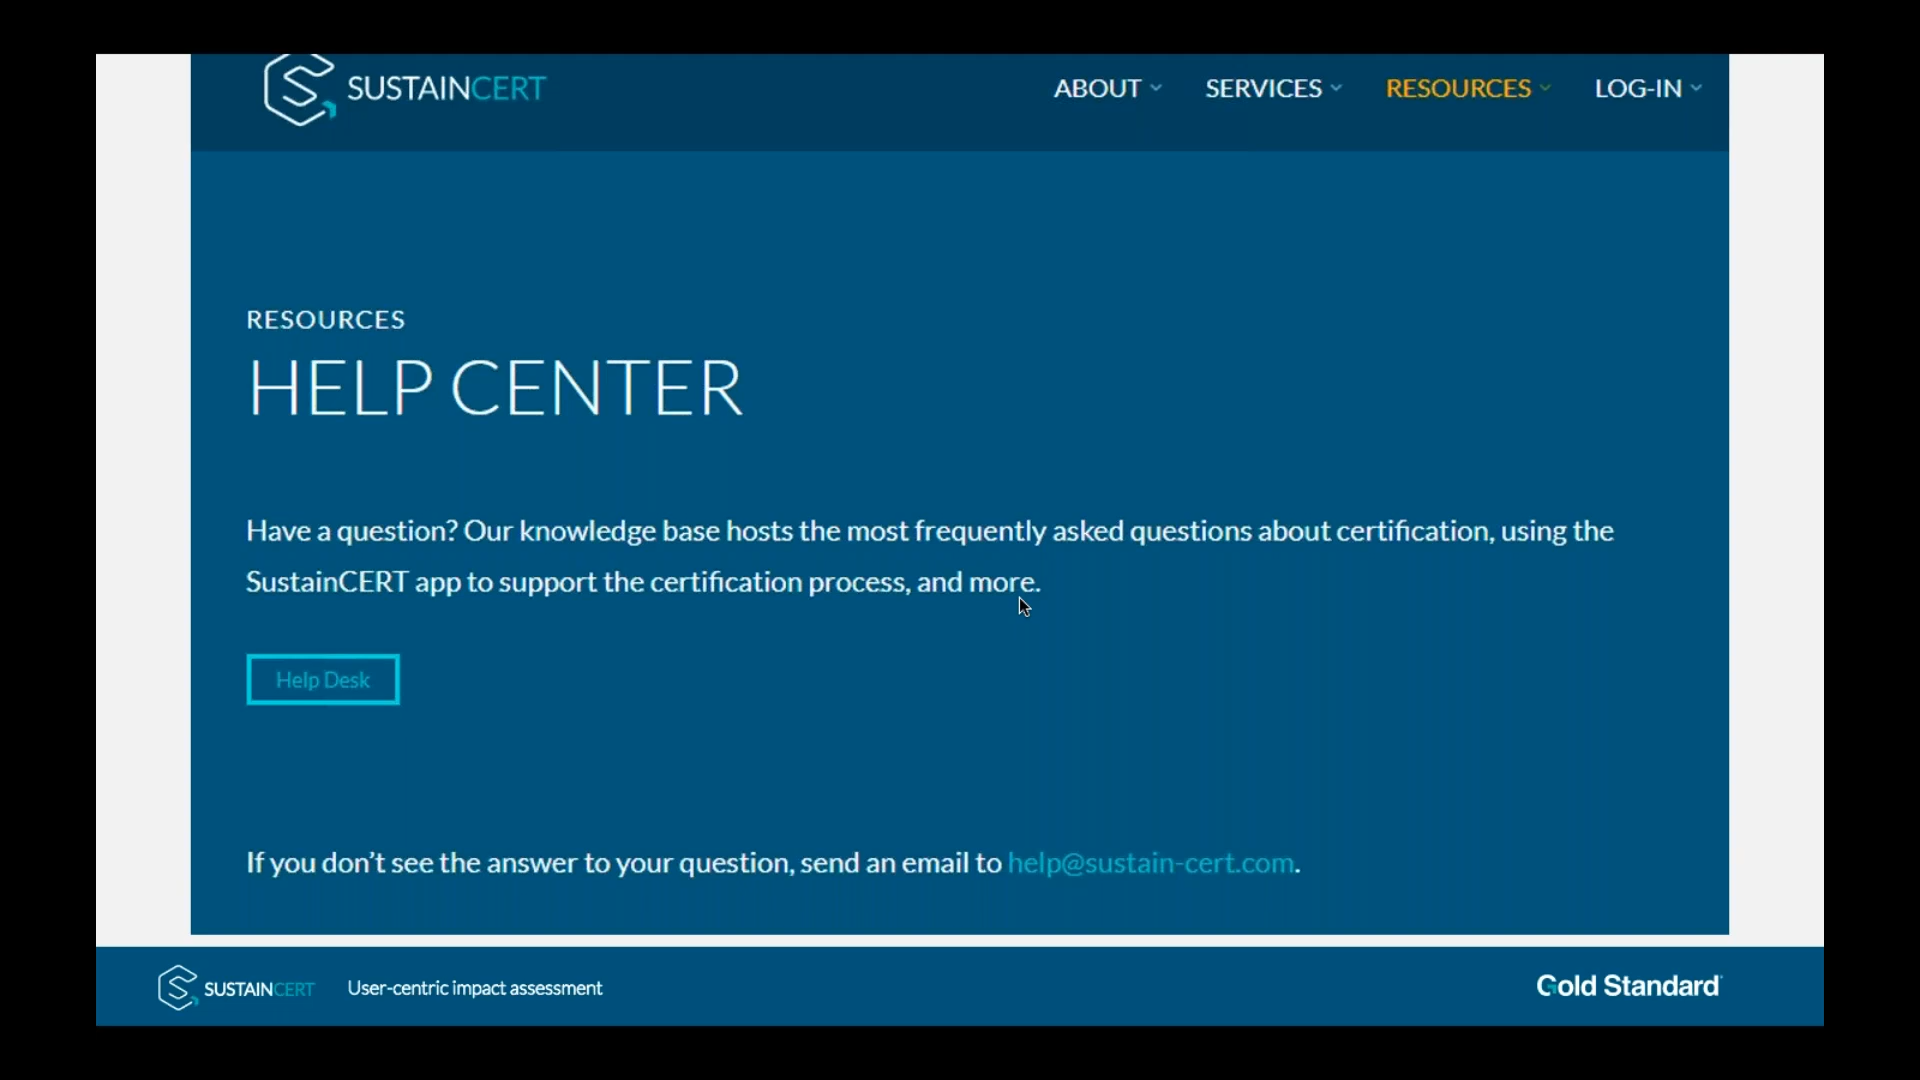 SUSTAINCERT
ABOUT
SERVICES
RESOURCES
LOG-IN
RESOURCES
HELP CENTER
Have a question? Our knowledge base hosts the most frequently asked questions about certification, using the
SustainCERT app to support the certification process, and more.
Help Desk
If you don’t see the answer to your question, send an email to help@sustain-cert.com.
SUSTAINCERT
User-centric impact assessment
Gold Standard